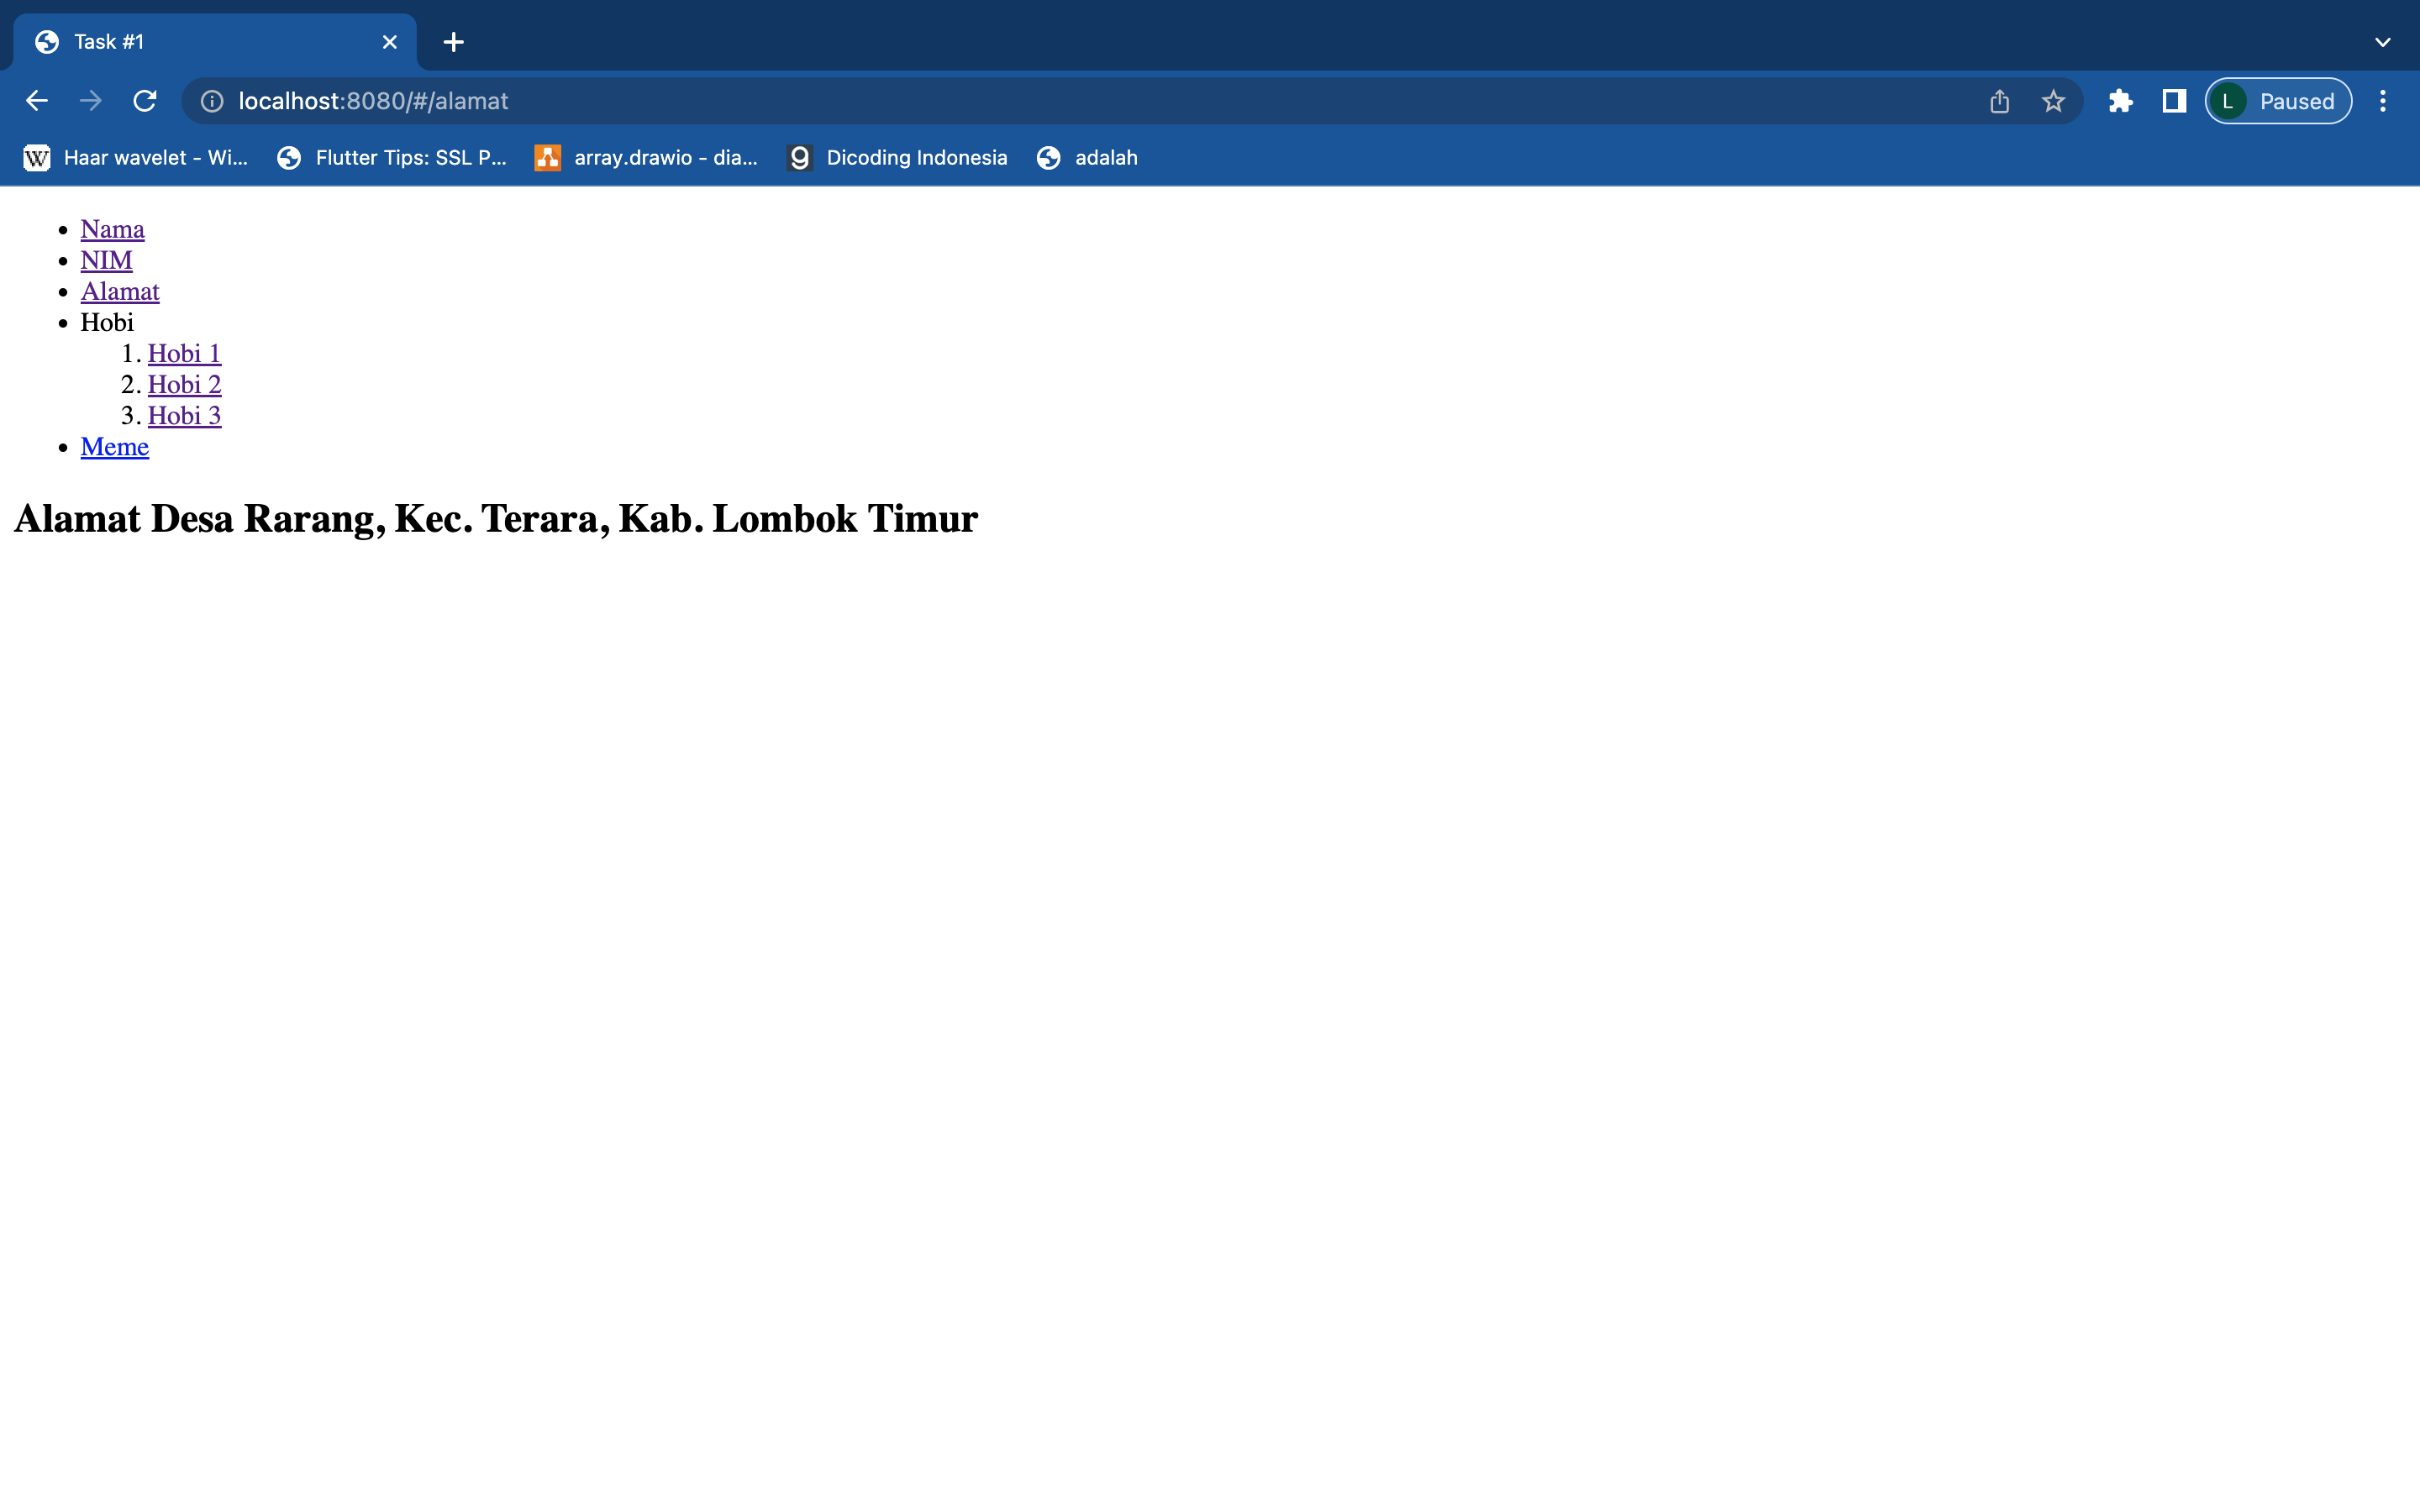 Task #1
localhost:8080/#/alamat
L Paused
W Haar wavelet - Wi... Flutter Tips: SSL P... array.drawio - dia... Dicoding Indonesia adalah
• Nama
• NIM
• Alamat
• Hobi
1. Hobi 1
2. Hobi 2
3. Hobi 3
• Meme
Alamat Desa Rarang, Kec. Terara, Kab. Lombok Timur